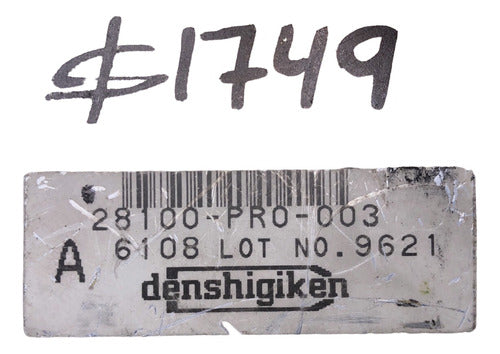 $1749
28100-PR0-003
A 6108 LOT NO.9621
denshigiken